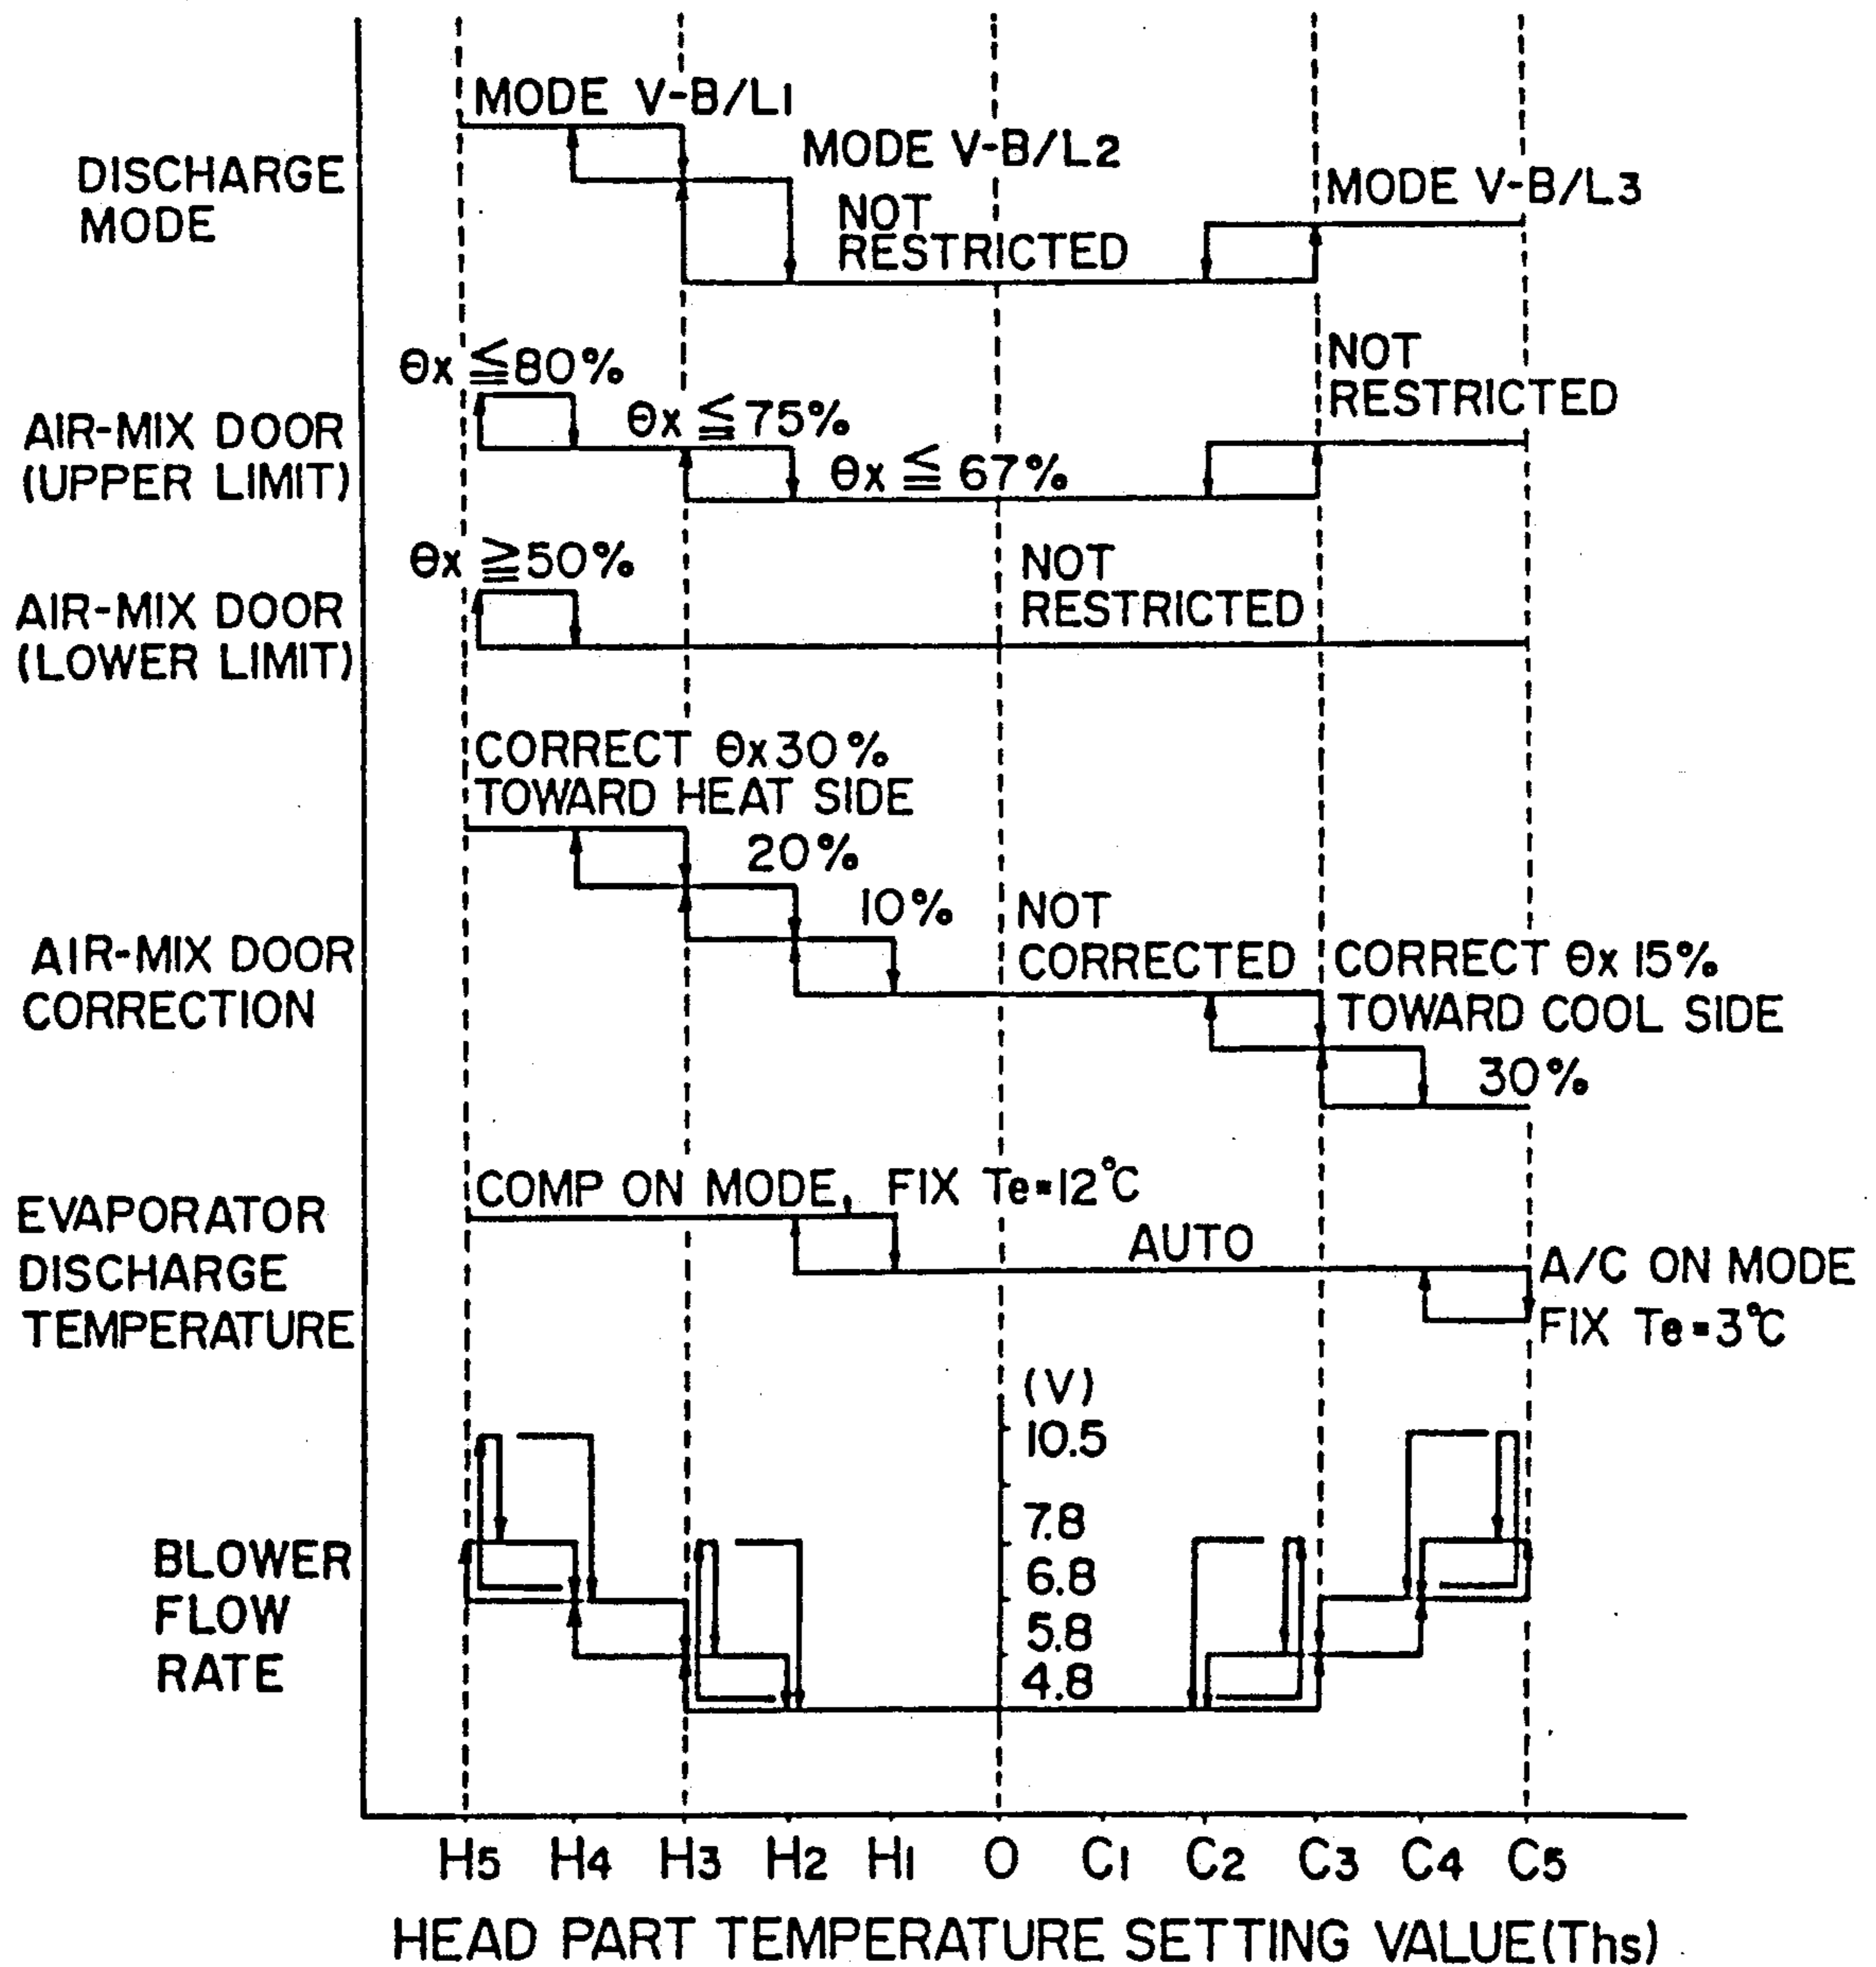 MODE V-B/L1
MODE V-B/L2
DISCHARGE
MODE
MODE V-B/L3
NOT
RESTRICTED
θx ≦80%
NOT
RESTRICTED
AIR-MIX DOOR
(UPPER LIMIT)
θx ≦ 75%
θx ≦ 67%
θx ≧50%
NOT
RESTRICTED
AIR-MIX DOOR
(LOWER LIMIT)
CORRECT θx 30%
TOWARD HEAT SIDE
20%
10%
NOT
CORRECTED
AIR-MIX DOOR
CORRECTION
CORRECT θx 15%
TOWARD COOL SIDE
30%
COMP ON MODE, FIX Te=12°C
EVAPORATOR
DISCHARGE
TEMPERATURE
AUTO
A/C ON MODE
FIX Te=3°C
(V)
10.5
7.8
6.8
5.8
4.8
BLOWER
FLOW
RATE
H5 H4 H3 H2 H1 O C1 C2 C3 C4 C5
HEAD PART TEMPERATURE SETTING VALUE(Ths)